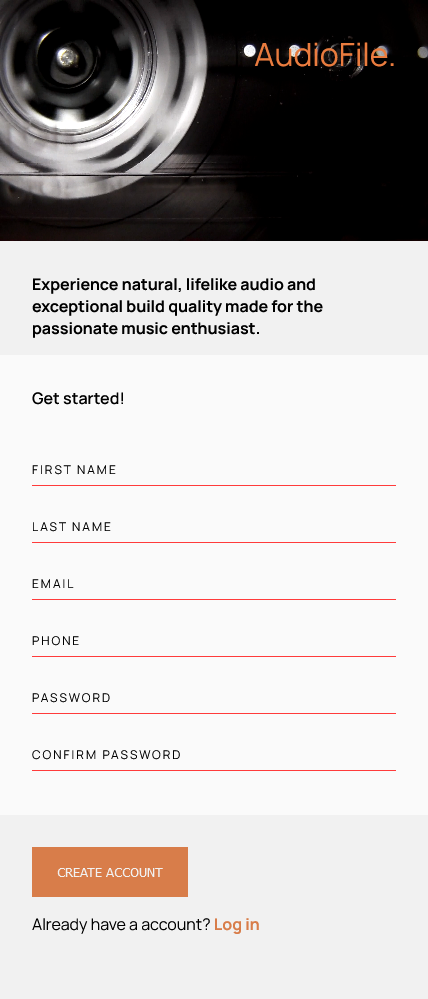 AudioFile.
Experience natural, lifelike audio and
exceptional build quality made for the
passionate music enthusiast.
Get started!
FIRST NAME
LAST NAME
EMAIL
PHONE
PASSWORD
CONFIRM PASSWORD
CREATE ACCOUNT
Already have a account? Log in